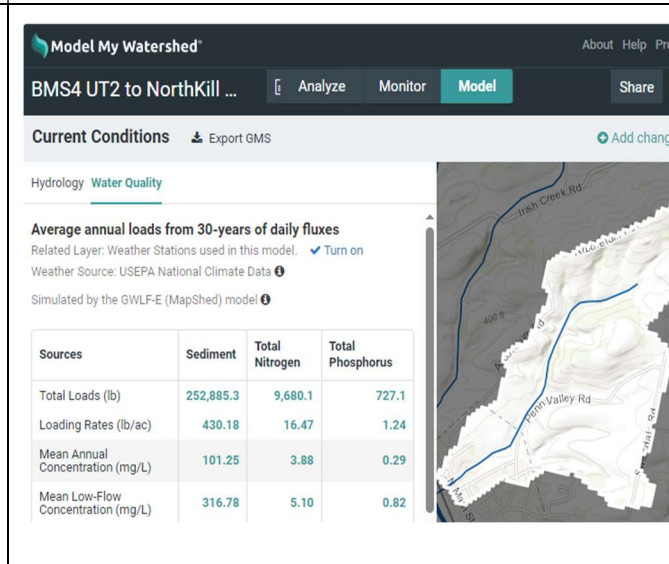 Model My Watershed®
About Help Pr
BMS4 UT2 to NorthKill ... Analyze Monitor Model Share
Current Conditions Export GMS Add chang
Hydrology Water Quality
Average annual loads from 30-years of daily fluxes
Related Layer: Weather Stations used in this model. Turn on
Weather Source: USEPA National Climate Data
Simulated by the GWLF-E (MapShed) model
Sources Sediment Total Nitrogen Total Phosphorus
Total Loads (lb) 252,885.3 9,680.1 727.1
Loading Rates (lb/ac) 430.18 16.47 1.24
Mean Annual Concentration (mg/L) 101.25 3.88 0.29
Mean Low-Flow Concentration (mg/L) 316.78 5.10 0.82
Irish Creek Rd
400 ft
Penn Valley Rd
N Main St